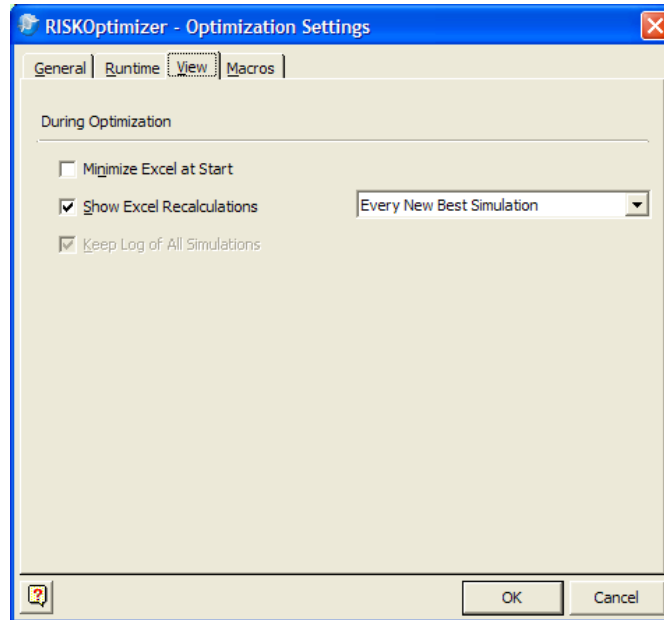 RISKOptimizer - Optimization Settings
General Runtime View Macros
During Optimization
Minimize Excel at Start
Show Excel Recalculations Every New Best Simulation
Keep Log of All Simulations
OK Cancel